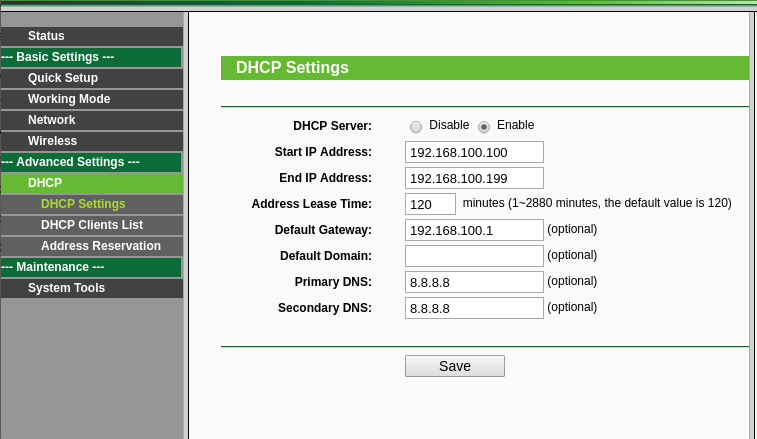 Status
--- Basic Settings ---
Quick Setup
Working Mode
Network
Wireless
--- Advanced Settings ---
DHCP
DHCP Settings
DHCP Clients List
Address Reservation
--- Maintenance ---
System Tools
DHCP Settings
DHCP Server: Disable Enable
Start IP Address: 192.168.100.100
End IP Address: 192.168.100.199
Address Lease Time: 120 minutes (1~2880 minutes, the default value is 120)
Default Gateway: 192.168.100.1 (optional)
Default Domain: (optional)
Primary DNS: 8.8.8.8 (optional)
Secondary DNS: 8.8.8.8 (optional)
Save